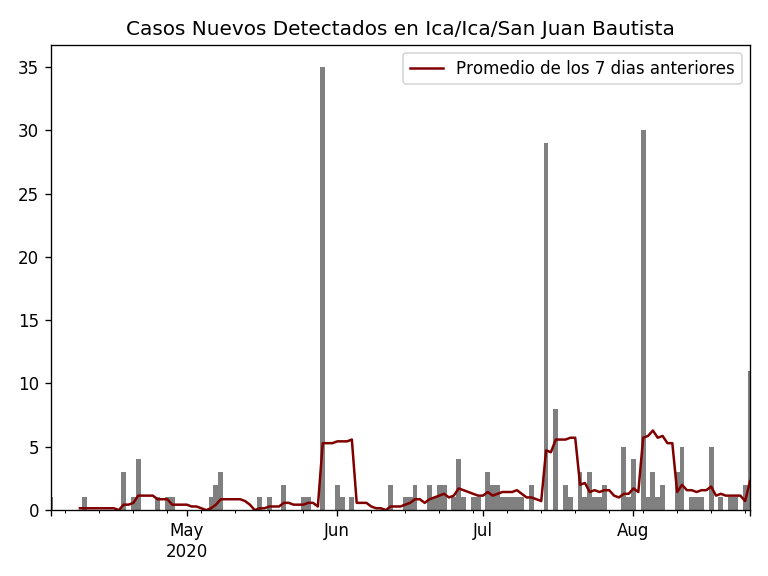 Casos Nuevos Detectados en Ica/Ica/San Juan Bautista
Promedio de los 7 dias anteriores
35
30
25
20
15
10
5
0
May
2020
Jun
Jul
Aug